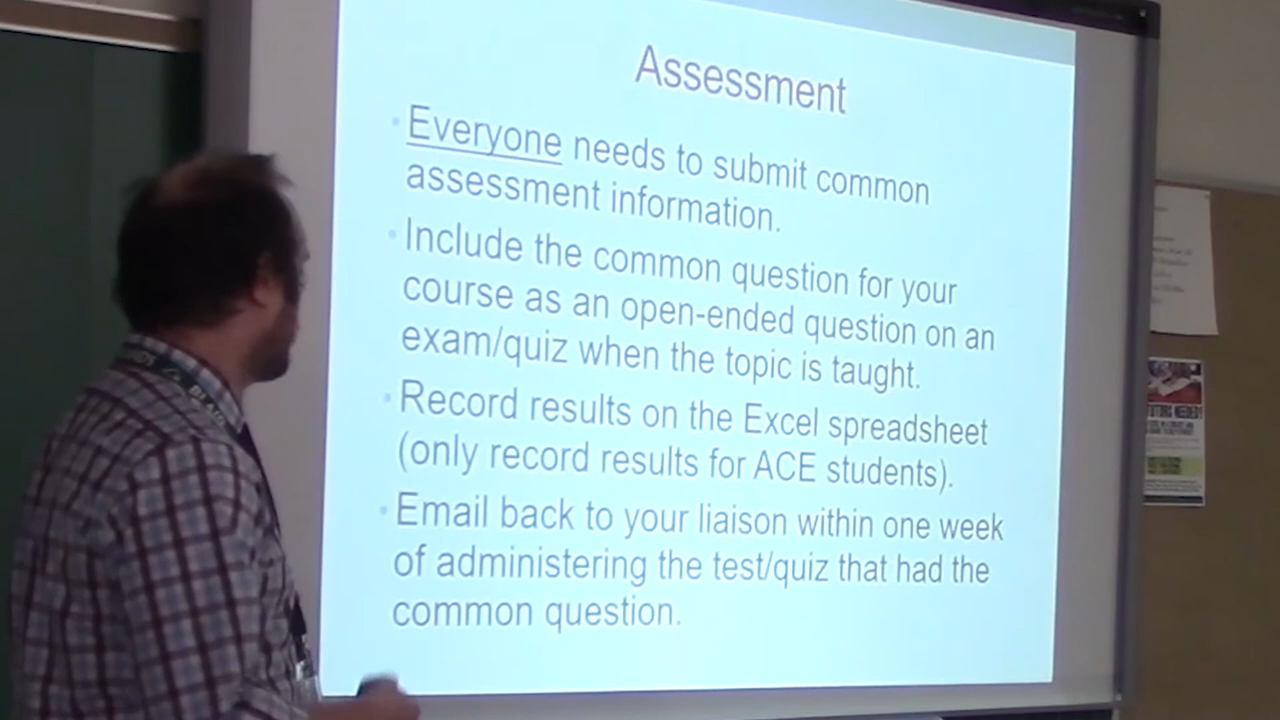 Assessment
Everyone needs to submit common
assessment information.
Include the common question for your
course as an open-ended question on an
exam/quiz when the topic is taught.
Record results on the Excel spreadsheet
(only record results for ACE students).
Email back to your liaison within one week
of administering the test/quiz that had the
common question.
NEEDED!